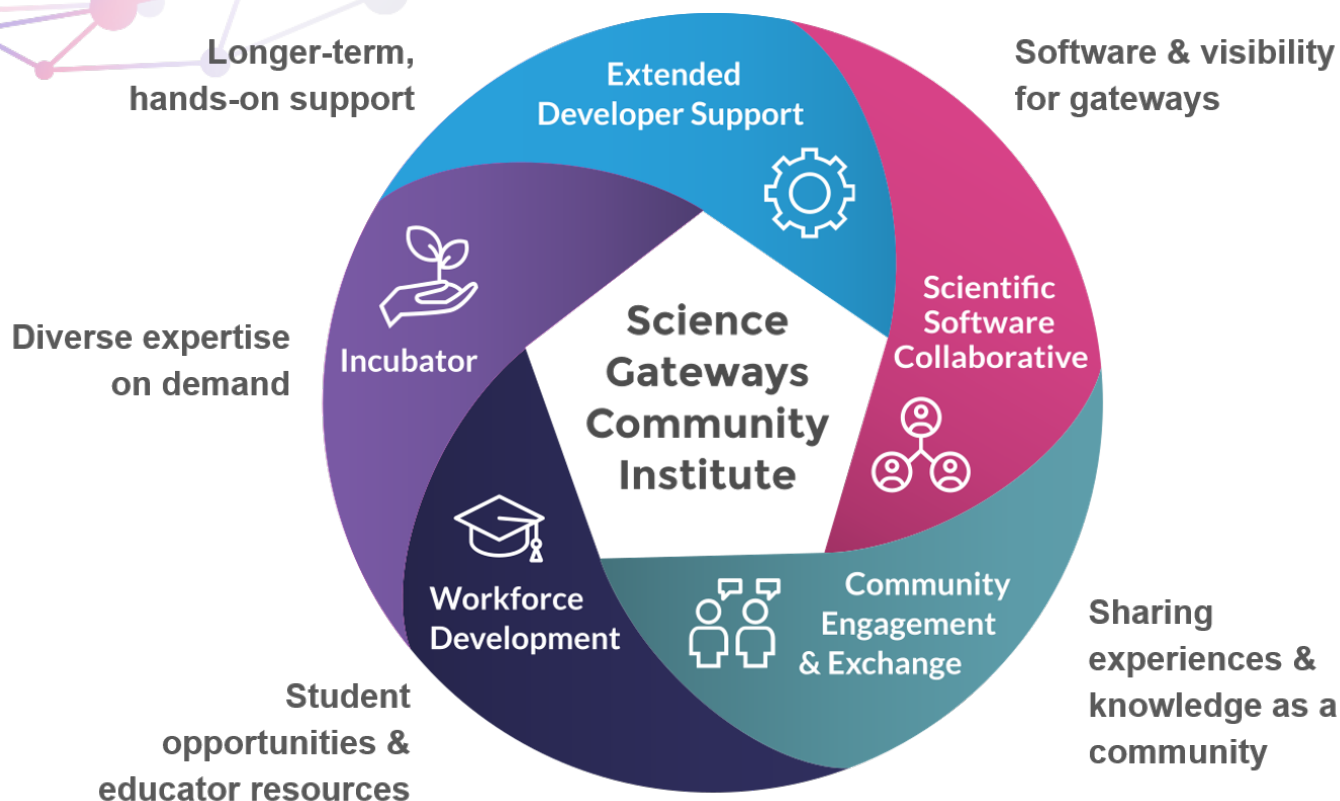 Longer-term,
hands-on support
Extended
Developer Support
Software & visibility
for gateways
Diverse expertise
on demand
Incubator
Science
Gateways
Community
Institute
Scientific
Software
Collaborative
Workforce
Development
Community
Engagement
& Exchange
Student
opportunities &
educator resources
Sharing
experiences &
knowledge as a
community